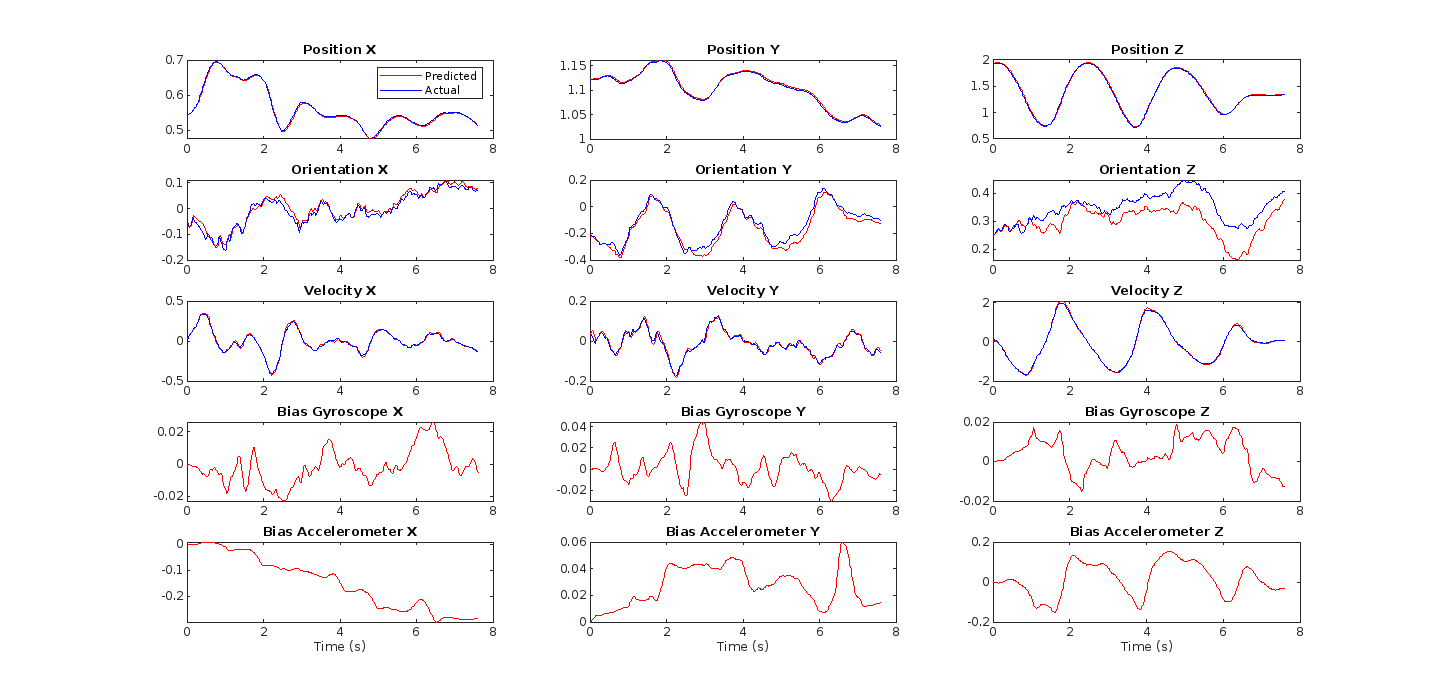 Position X Position Y Position Z
0.7 1.15 2
Predicted
Actual
0.6 1.1 1.5
1.05 1
0.5 1 0.5
0 2 4 6 8 0 2 4 6 8 0 2 4 6 8
Orientation X Orientation Y Orientation Z
0.1 0.2 0.4
0 0 0.3
-0.1 -0.2 0.2
-0.2 -0.4
0 2 4 6 8 0 2 4 6 8 0 2 4 6 8
Velocity X Velocity Y Velocity Z
0.5 0.2 2
0 0 0
-0.5 -0.2 -2
0 2 4 6 8 0 2 4 6 8 0 2 4 6 8
Bias Gyroscope X Bias Gyroscope Y Bias Gyroscope Z
0.02 0.04 0.02
0.02
0 0 0
-0.02 -0.02 -0.02
0 2 4 6 8 0 2 4 6 8 0 2 4 6 8
Bias Accelerometer X Bias Accelerometer Y Bias Accelerometer Z
0 0.06 0.2
-0.1 0.04 0
-0.2 0.02
0 -0.2
0 2 4 6 8 0 2 4 6 8 0 2 4 6 8
Time (s) Time (s) Time (s)